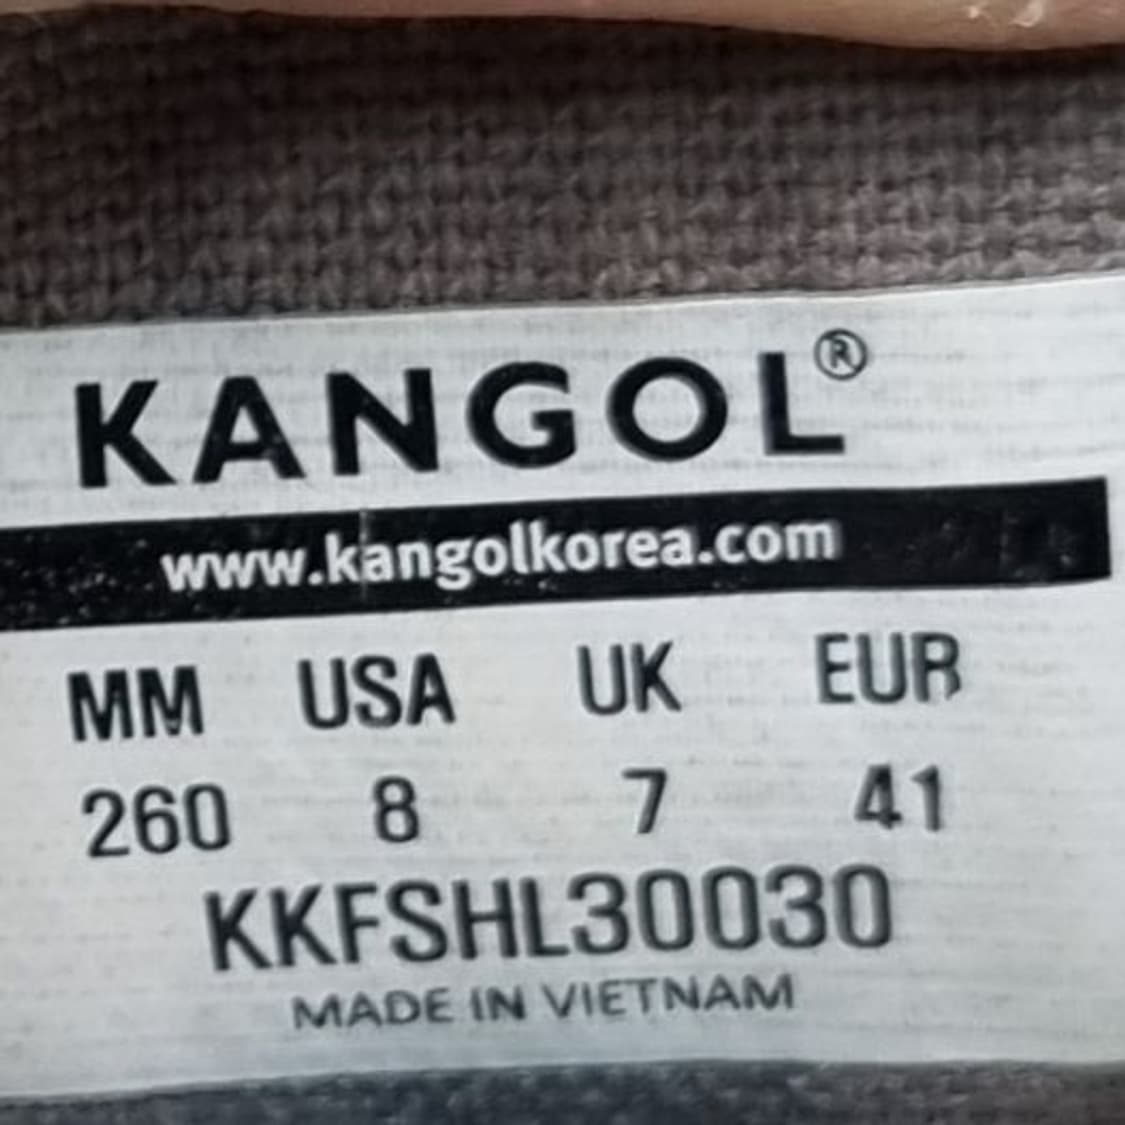 KANGOL®
www.kangolkorea.com
MM USA UK EUR
260 8 7 41
KKFSHL30030
MADE IN VIETNAM